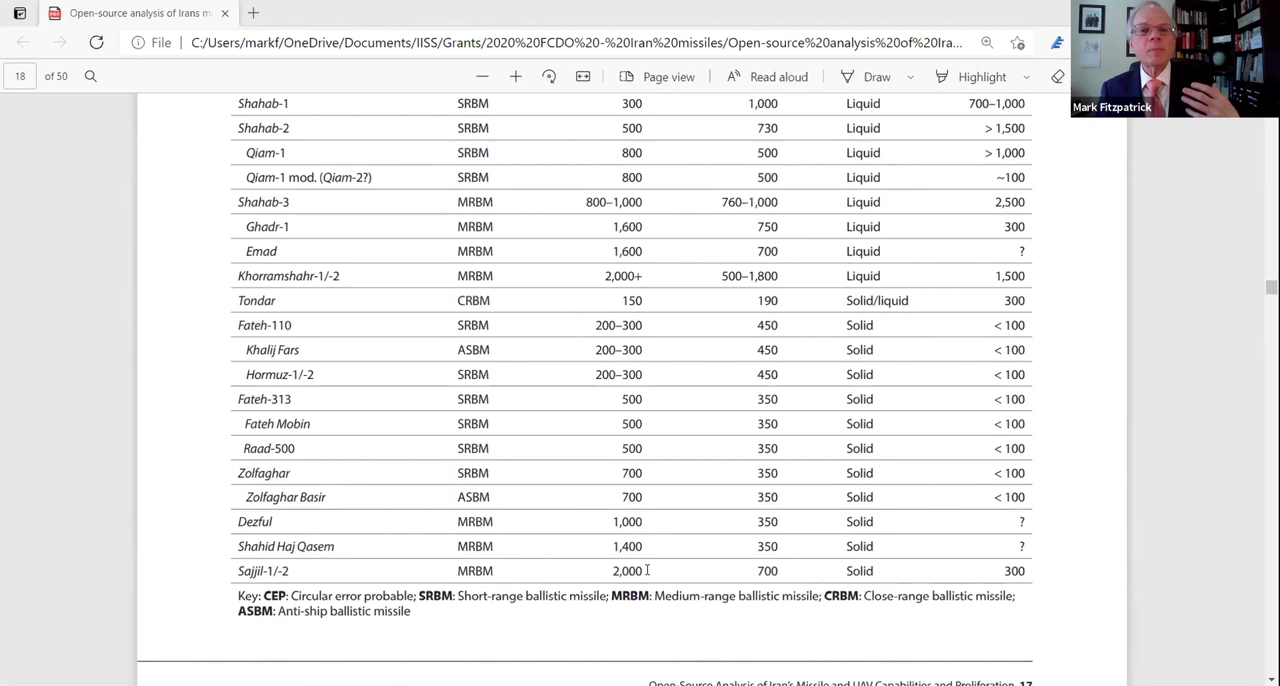 Open-source analysis of Irans m
File C:/Users/markf/OneDrive/Documents/IISS/Grants/2020%20FCDO%20-%20Iran%20missiles/Open-source%20analysis%20of%20Ira...
18 of 50 Page view Read aloud Draw Highlight
Mark Fitzpatrick
Shahab-1 SRBM 300 1,000 Liquid 700–1,000
Shahab-2 SRBM 500 730 Liquid > 1,500
Qiam-1 SRBM 800 500 Liquid > 1,000
Qiam-1 mod. (Qiam-2?) SRBM 800 500 Liquid ~100
Shahab-3 MRBM 800–1,000 760–1,000 Liquid 2,500
Ghadr-1 MRBM 1,600 750 Liquid 300
Emad MRBM 1,600 700 Liquid ?
Khorramshahr-1/-2 MRBM 2,000+ 500–1,800 Liquid 1,500
Tondar CRBM 150 190 Solid/liquid 300
Fateh-110 SRBM 200–300 450 Solid < 100
Khalij Fars ASBM 200–300 450 Solid < 100
Hormuz-1/-2 SRBM 200–300 450 Solid < 100
Fateh-313 SRBM 500 350 Solid < 100
Fateh Mobin SRBM 500 350 Solid < 100
Raad-500 SRBM 500 350 Solid < 100
Zolfaghar SRBM 700 350 Solid < 100
Zolfaghar Basir ASBM 700 350 Solid < 100
Dezful MRBM 1,000 350 Solid ?
Shahid Haj Qasem MRBM 1,400 350 Solid ?
Sajjil-1/-2 MRBM 2,000 700 Solid 300
Key: CEP: Circular error probable; SRBM: Short-range ballistic missile; MRBM: Medium-range ballistic missile; CRBM: Close-range ballistic missile;
ASBM: Anti-ship ballistic missile
Open-Source Analysis of Iran's Missile and UAV Capabilities and Proliferation 17